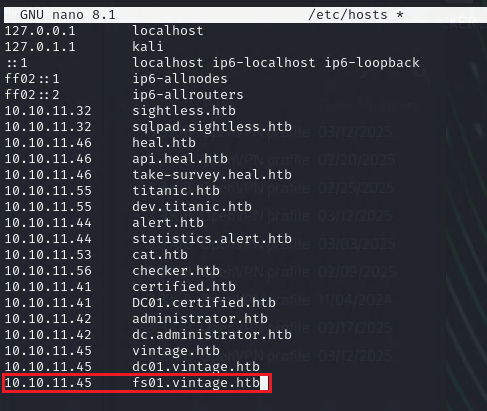 GNU nano 8.1 /etc/hosts *
127.0.0.1 localhost
127.0.1.1 kali
::1 localhost ip6-localhost ip6-loopback
ff02::1 ip6-allnodes
ff02::2 ip6-allrouters
10.10.11.32 sightless.htb
10.10.11.32 sqlpad.sightless.htb
10.10.11.46 heal.htb
10.10.11.46 api.heal.htb
10.10.11.46 take-survey.heal.htb
10.10.11.55 titanic.htb
10.10.11.55 dev.titanic.htb
10.10.11.44 alert.htb
10.10.11.44 statistics.alert.htb
10.10.11.53 cat.htb
10.10.11.56 checker.htb
10.10.11.41 certified.htb
10.10.11.41 DC01.certified.htb
10.10.11.42 administrator.htb
10.10.11.42 dc.administrator.htb
10.10.11.45 vintage.htb
10.10.11.45 dc01.vintage.htb
10.10.11.45 fs01.vintage.htb